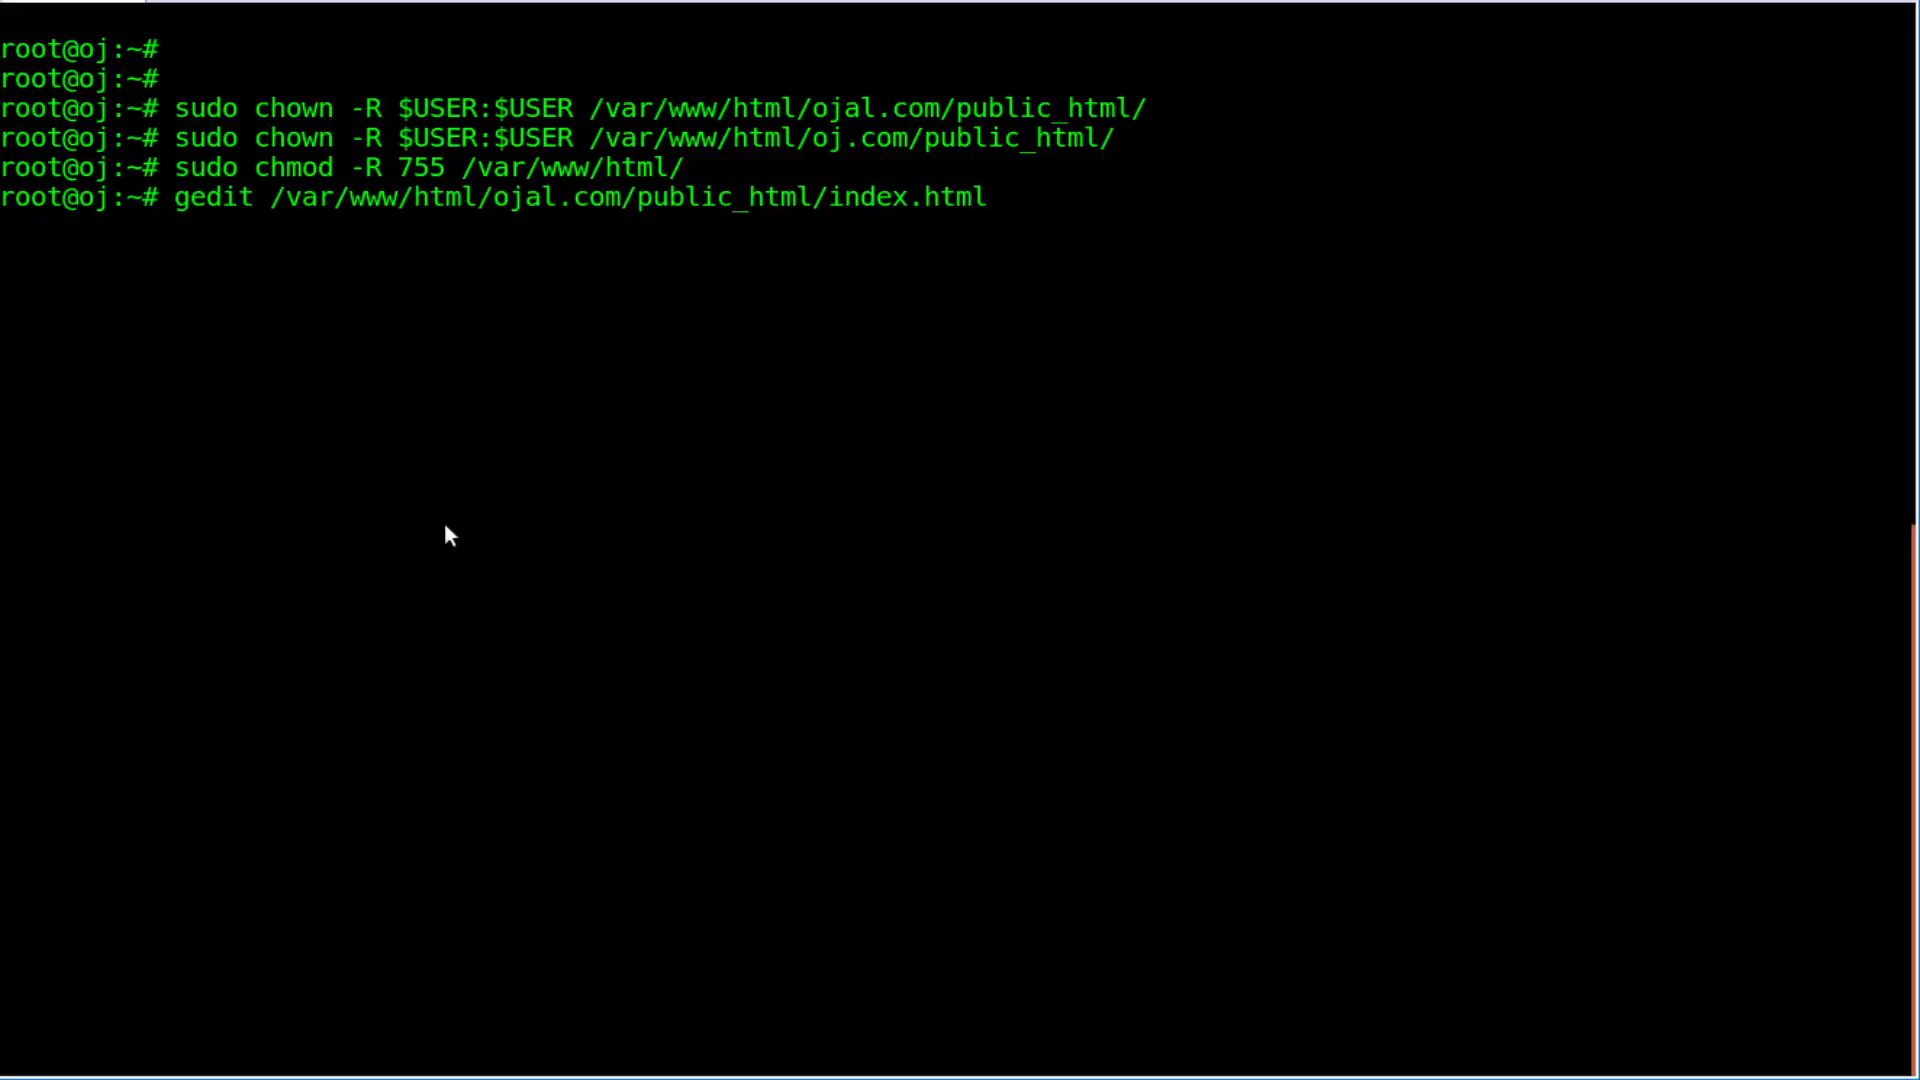 root@oj:~#
root@oj:~#
root@oj:~# sudo chown -R $USER:$USER /var/www/html/ojal.com/public_html/
root@oj:~# sudo chown -R $USER:$USER /var/www/html/oj.com/public_html/
root@oj:~# sudo chmod -R 755 /var/www/html/
root@oj:~# gedit /var/www/html/ojal.com/public_html/index.html